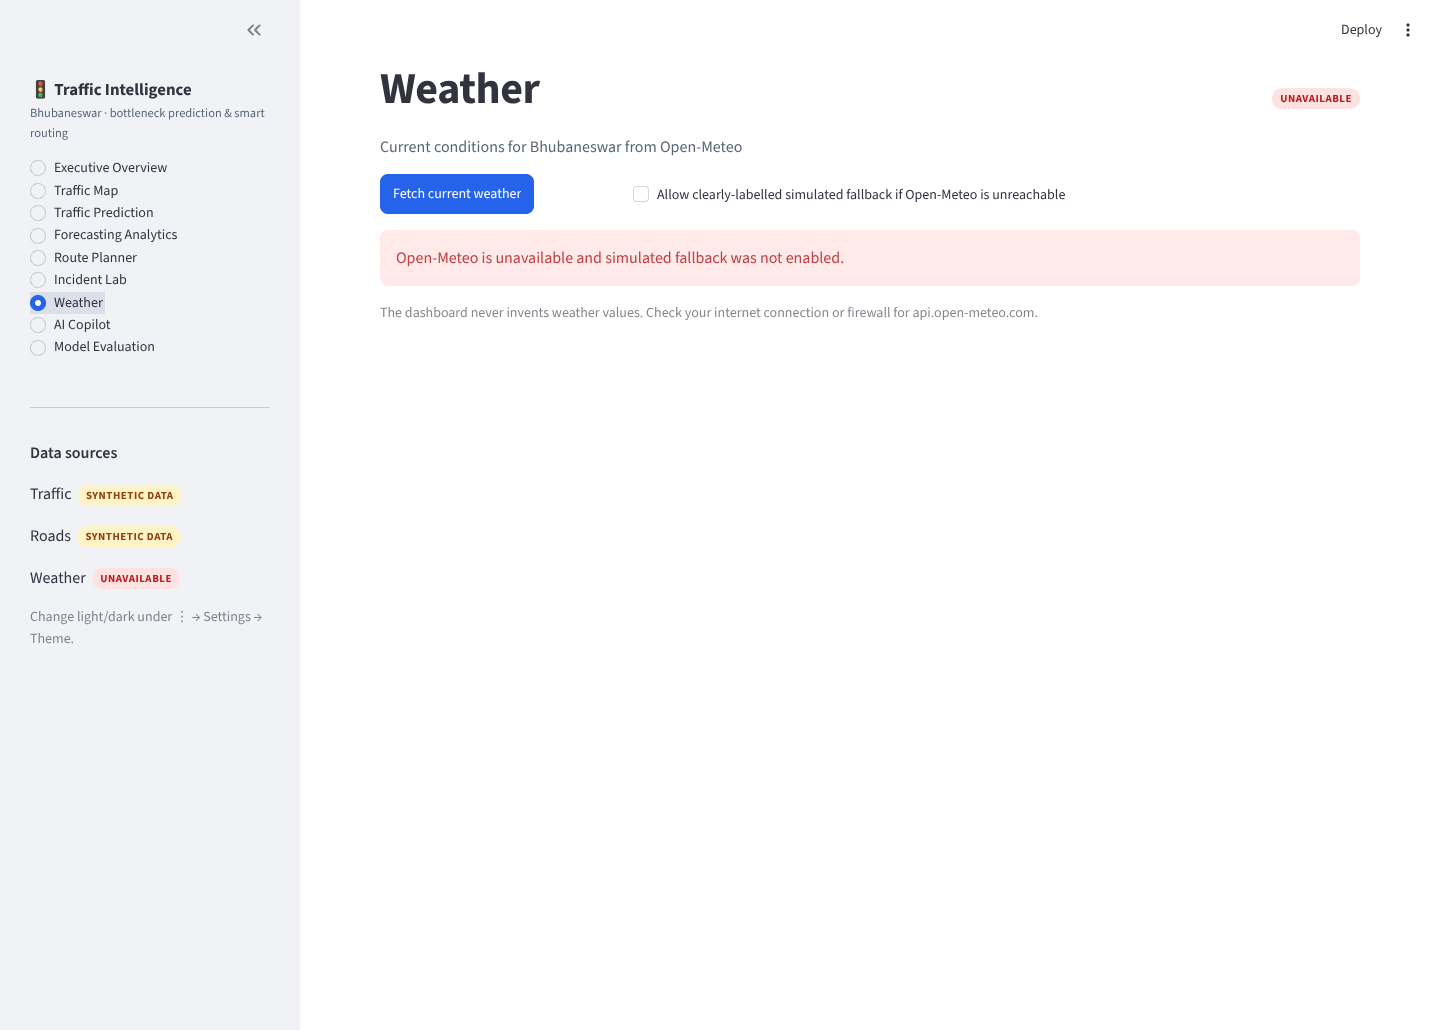 Traffic Intelligence
Bhubaneswar · bottleneck prediction & smart
routing
Executive Overview
Traffic Map
Traffic Prediction
Forecasting Analytics
Route Planner
Incident Lab
Weather
AI Copilot
Model Evaluation
Data sources
Traffic SYNTHETIC DATA
Roads SYNTHETIC DATA
Weather UNAVAILABLE
Change light/dark under ⋮ → Settings →
Theme.
Deploy
Weather
UNAVAILABLE
Current conditions for Bhubaneswar from Open-Meteo
Fetch current weather
Allow clearly-labelled simulated fallback if Open-Meteo is unreachable
Open-Meteo is unavailable and simulated fallback was not enabled.
The dashboard never invents weather values. Check your internet connection or firewall for api.open-meteo.com.